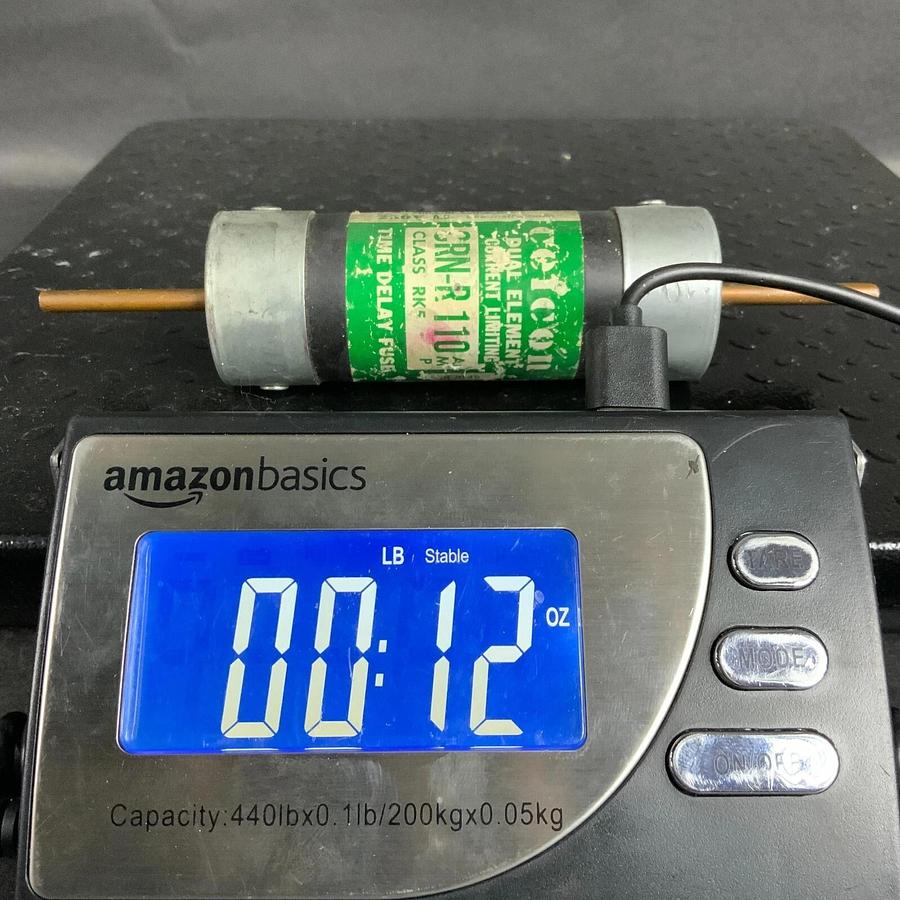 cefcon
DUAL ELEMENT
CURRENT LIMITING
CRN-R 110
CLASS RK5
TIME DELAY FUSE
amazonbasics
LB Stable
00:12 OZ
TARE
MODE
ON/OFF
Capacity:440lbx0.1lb/200kgx0.05kg